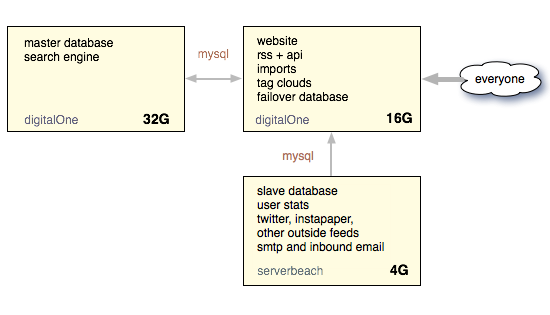 master database
search engine
digitalOne
32G
mysql
website
rss + api
imports
tag clouds
failover database
digitalOne
16G
everyone
mysql
slave database
user stats
twitter, instapaper,
other outside feeds
smtp and inbound email
serverbeach
4G